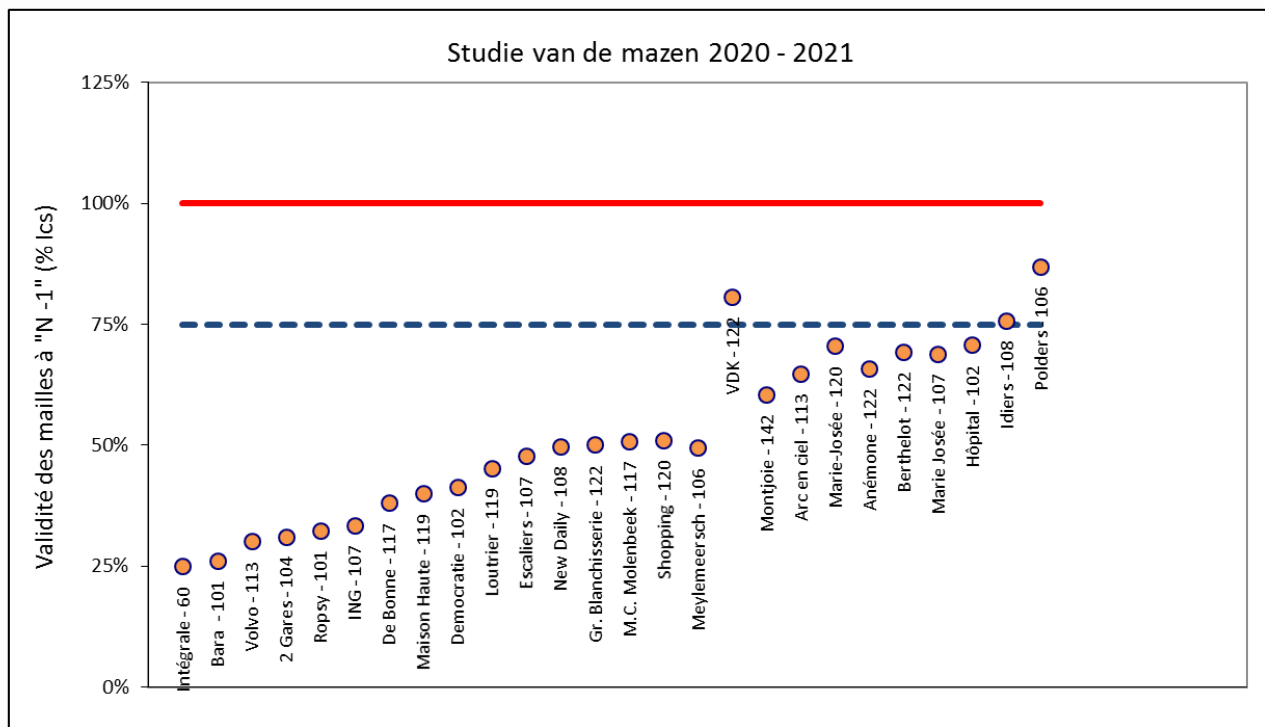 Studie van de mazen 2020 - 2021
Validité des mailles à "N -1" (% Ics)
125%
100%
75%
50%
25%
0%
Intégrale - 60
Bara - 101
Volvo - 113
2 Gares - 104
Ropsy - 101
ING - 107
De Bonne - 117
Maison Haute - 119
Democratie - 102
Loutrier - 119
Escaliers - 107
New Daily - 108
Gr. Blanchisserie - 122
M.C. Molenbeek - 117
Shopping - 120
Meylemeersch - 106
VDK - 122
Montjoie - 142
Arc en ciel - 113
Marie-Josée - 120
Anémone - 122
Berthelot - 122
Marie Josée - 107
Hôpital - 102
Idiers - 108
Polders - 106